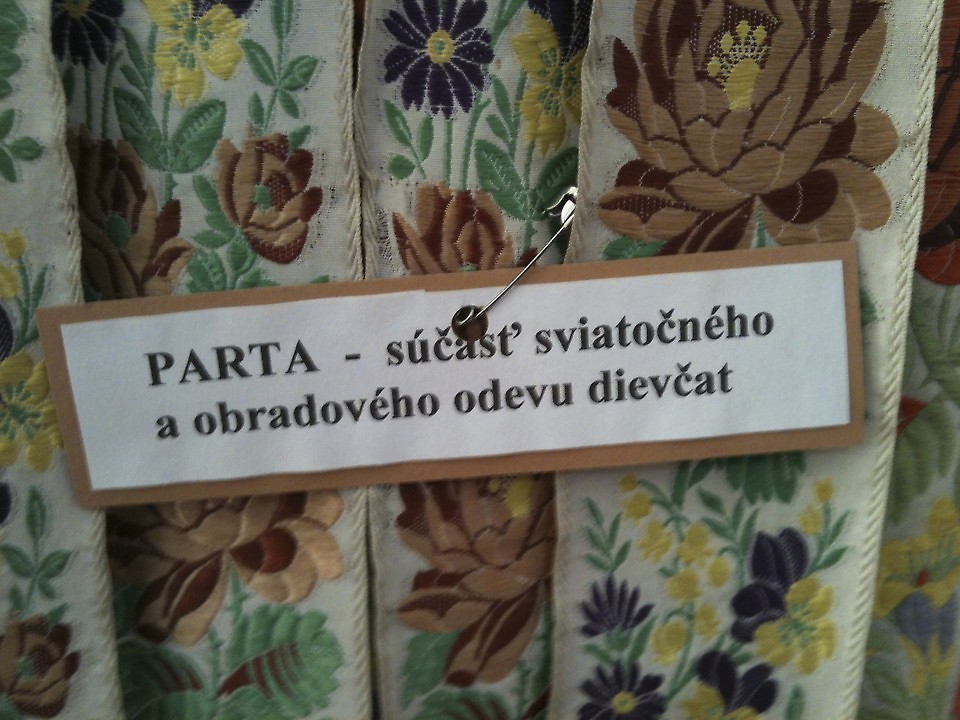 PARTA - súčasť sviatočného
a obradového odevu dievčat